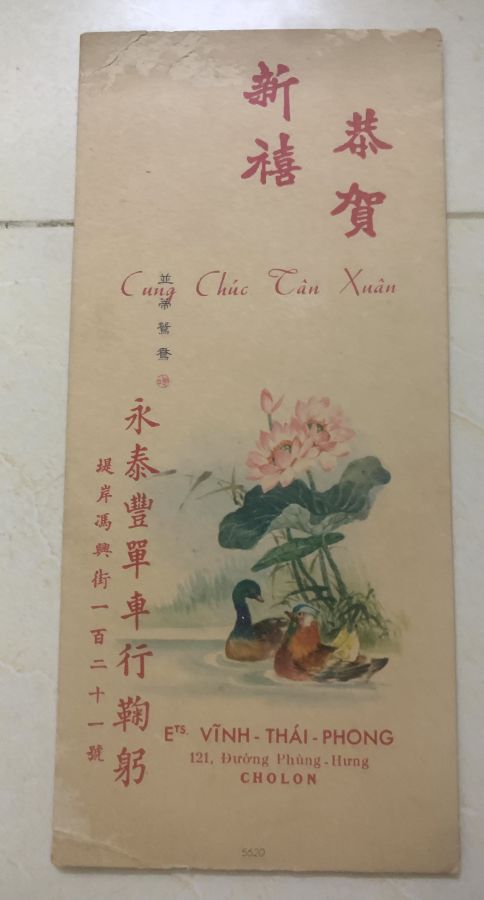 恭賀
新禧
Cung Chúc Tân Xuân
並蒂鴛鴦
永泰豐單車行鞠躬
堤岸馮興街一百二十一號
ETS. VĨNH-THÁI-PHONG
121, Đường Phùng-Hưng
CHOLON
5620